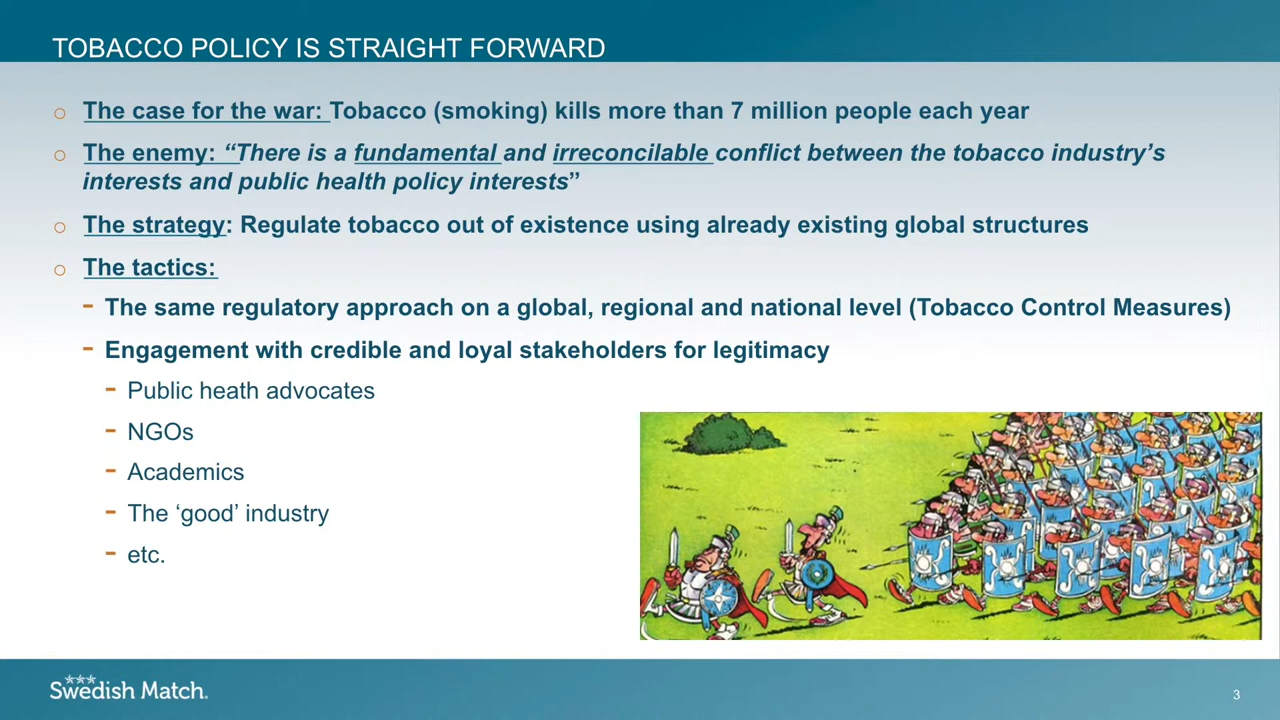 TOBACCO POLICY IS STRAIGHT FORWARD
The case for the war: Tobacco (smoking) kills more than 7 million people each year
The enemy: “There is a fundamental and irreconcilable conflict between the tobacco industry’s
interests and public health policy interests”
The strategy: Regulate tobacco out of existence using already existing global structures
The tactics:
The same regulatory approach on a global, regional and national level (Tobacco Control Measures)
Engagement with credible and loyal stakeholders for legitimacy
Public heath advocates
NGOs
Academics
The ‘good’ industry
etc.
Swedish Match.
3